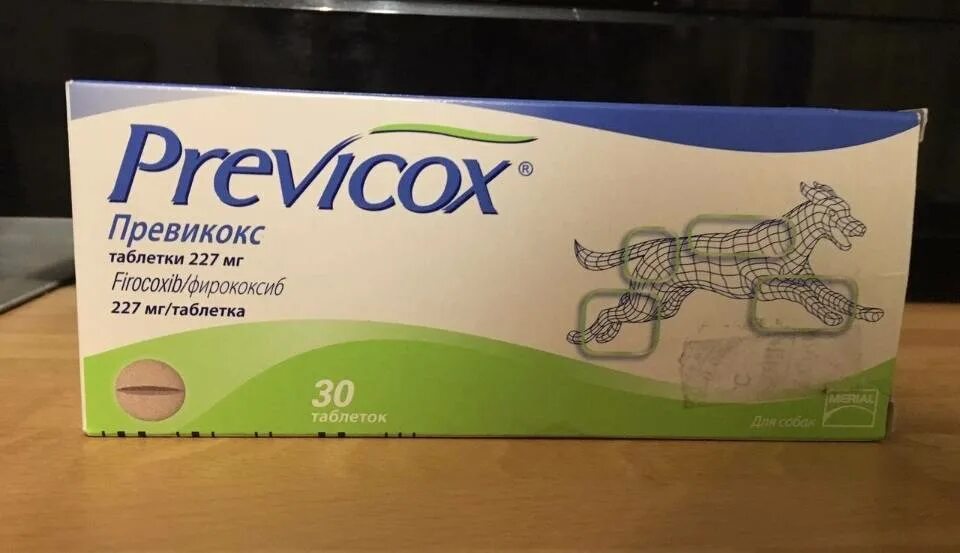 Previcox®
Превикокс
таблетки 227 мг
Firocoxib/фирококсиб
227 мг/таблетка
30
таблеток
Для собак
MERIAL